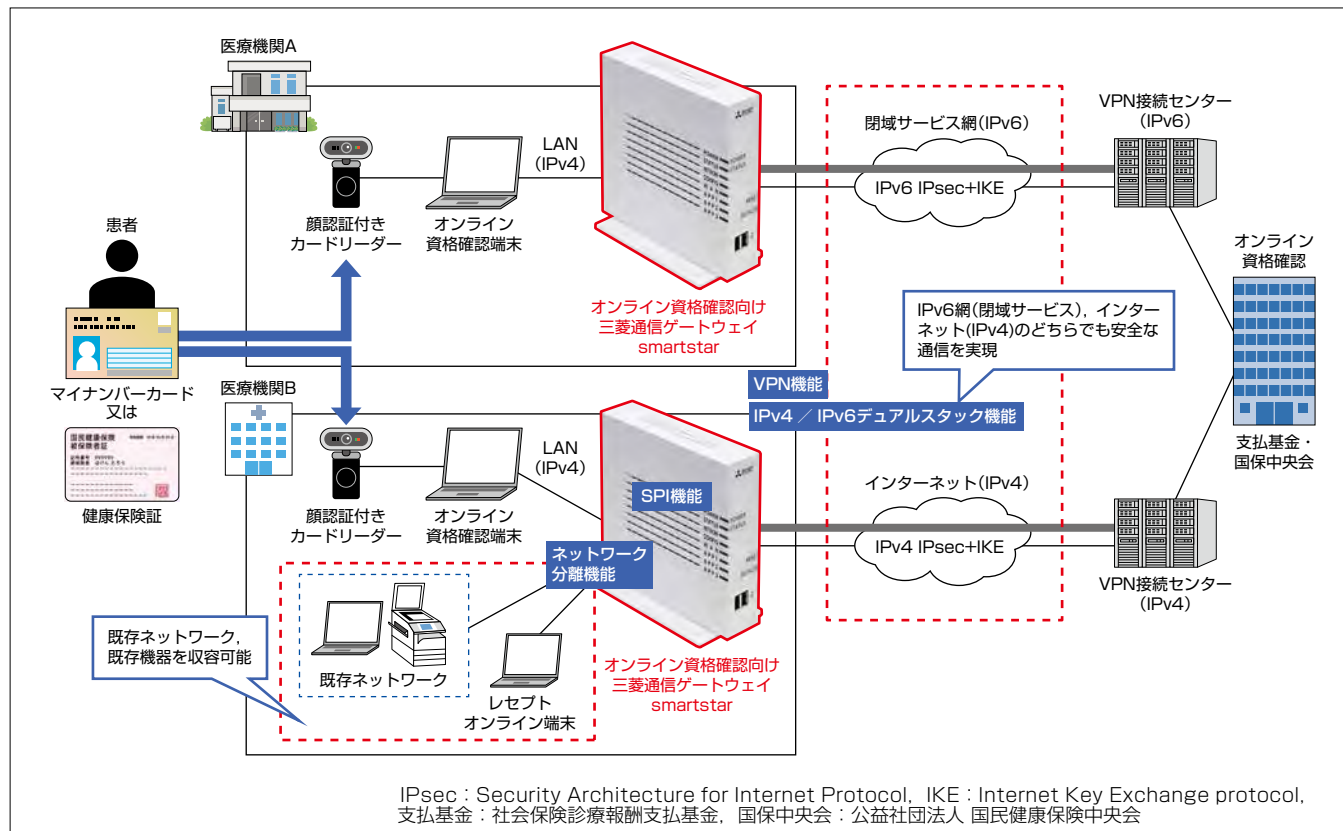 医療機関A
顔認証付き
カードリーダー
オンライン
資格確認端末
LAN
(IPv4)
オンライン資格確認向け
三菱通信ゲートウェイ
smartstar
閉域サービス網(IPv6)
IPv6 IPsec+IKE
VPN接続センター
(IPv6)
患者
マイナンバーカード
又は
国民健康保険
被保険者証
健康保険証
オンライン
資格確認
支払基金・
国保中央会
IPv6網(閉域サービス),インター
ネット(IPv4)のどちらでも安全な
通信を実現
VPN機能
IPv4 / IPv6デュアルスタック機能
医療機関B
顔認証付き
カードリーダー
オンライン
資格確認端末
LAN
(IPv4)
SPI機能
ネットワーク
分離機能
インターネット(IPv4)
IPv4 IPsec+IKE
VPN接続センター
(IPv4)
既存ネットワーク,
既存機器を収容可能
既存ネットワーク
レセプト
オンライン端末
オンライン資格確認向け
三菱通信ゲートウェイ
smartstar
IPsec:Security Architecture for Internet Protocol, IKE:Internet Key Exchange protocol,
支払基金:社会保険診療報酬支払基金, 国保中央会:公益社団法人 国民健康保険中央会